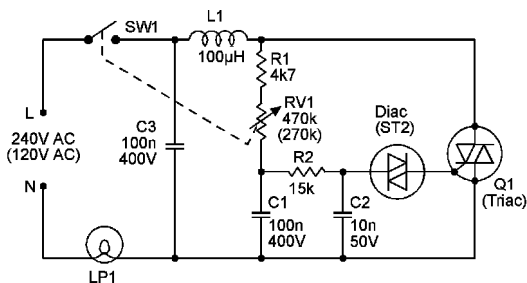 SW1
L1
100µH
R1
4k7
L
240V AC
(120V AC)
N
C3
100n
400V
RV1
470k
(270k)
Diac
(ST2)
R2
15k
Q1
(Triac)
C1
100n
400V
C2
10n
50V
LP1